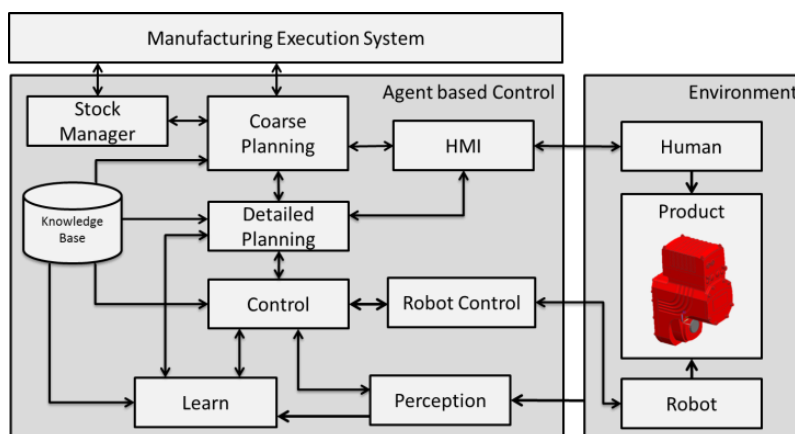 Manufacturing Execution System
Agent based Control
Environment
Stock
Manager
Coarse
Planning
HMI
Human
Knowledge
Base
Detailed
Planning
Product
Control
Robot Control
Learn
Perception
Robot